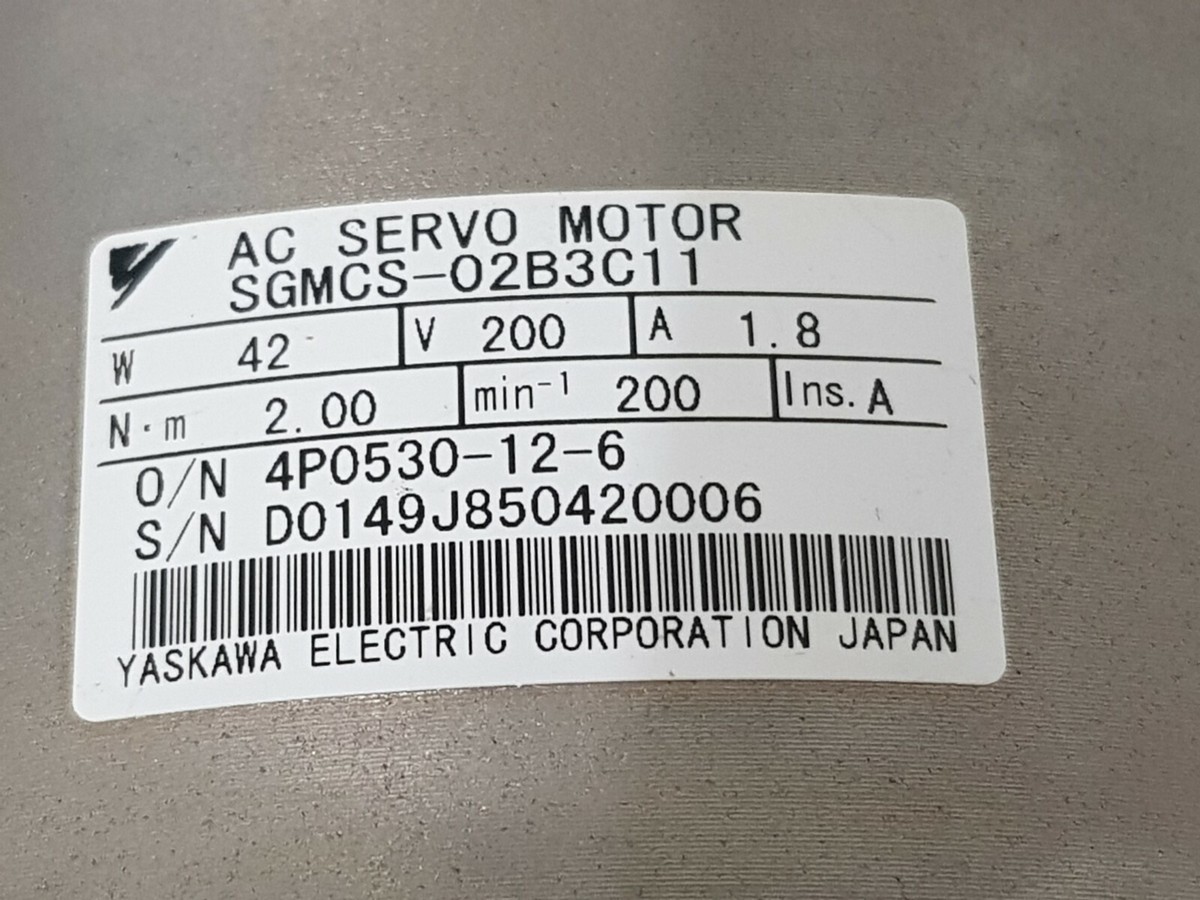 AC SERVO MOTOR
SGMCS-02B3C11
W 42 V 200 A 1.8
N·m 2.00 min⁻¹ 200 Ins. A
O/N 4P0530-12-6
S/N D0149J850420006
YASKAWA ELECTRIC CORPORATION JAPAN